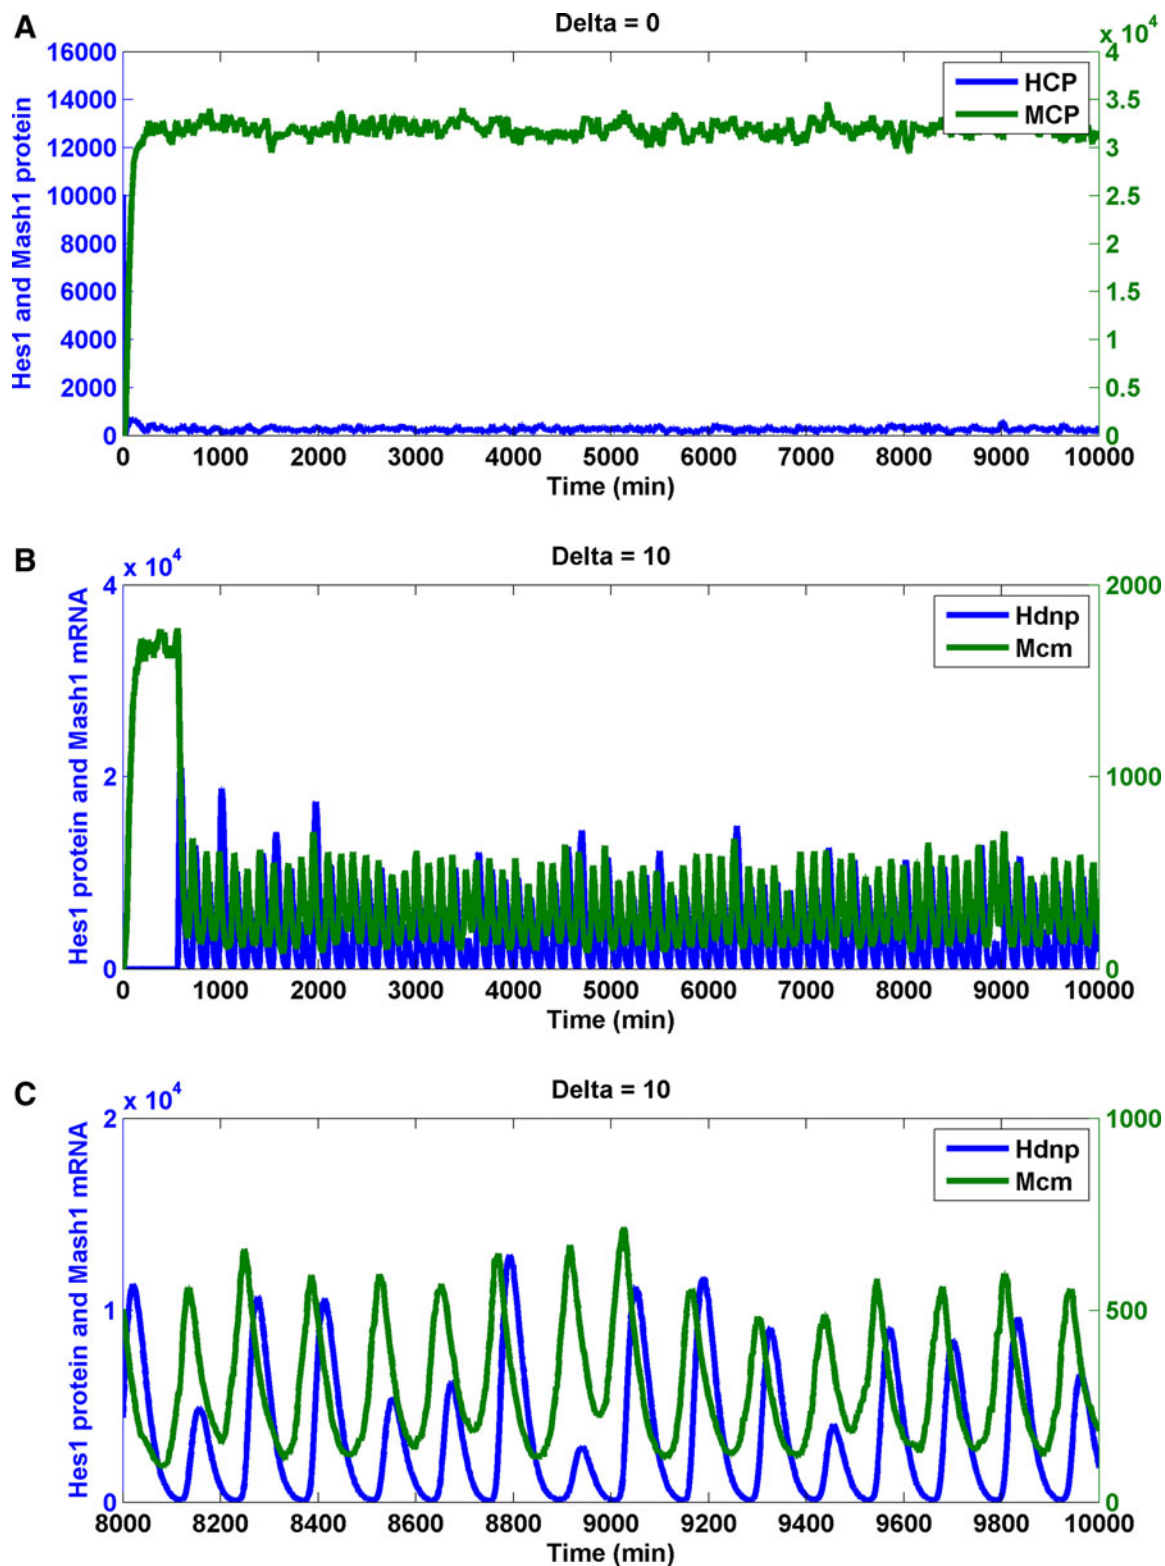 A
Delta = 0
x 10^4
Hes1 and Mash1 protein
16000
14000
12000
10000
8000
6000
4000
2000
0
4
3.5
3
2.5
2
1.5
1
0.5
0
HCP
MCP
0 1000 2000 3000 4000 5000 6000 7000 8000 9000 10000
Time (min)
B
x 10^4
Delta = 10
Hes1 protein and Mash1 mRNA
4
2
0
2000
1000
0
Hdnp
Mcm
0 1000 2000 3000 4000 5000 6000 7000 8000 9000 10000
Time (min)
C
x 10^4
Delta = 10
Hes1 protein and Mash1 mRNA
2
1
0
1000
500
0
Hdnp
Mcm
8000 8200 8400 8600 8800 9000 9200 9400 9600 9800 10000
Time (min)